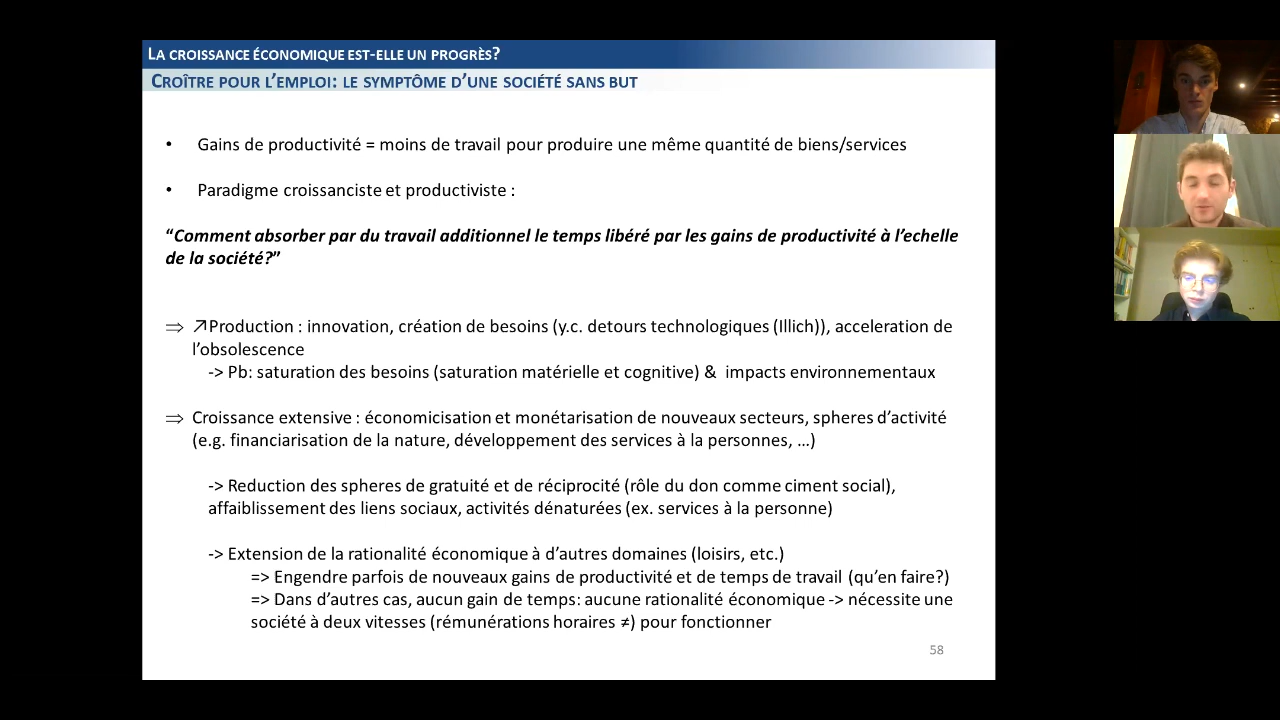 LA CROISSANCE ÉCONOMIQUE EST-ELLE UN PROGRÈS?
CROÎTRE POUR L'EMPLOI: LE SYMPTÔME D'UNE SOCIÉTÉ SANS BUT
• Gains de productivité = moins de travail pour produire une même quantité de biens/services
• Paradigme croissanciste et productiviste :
"Comment absorber par du travail additionnel le temps libéré par les gains de productivité à l'echelle
de la société?"
⇒ ↗Production : innovation, création de besoins (y.c. detours technologiques (Illich)), acceleration de
l'obsolescence
-> Pb: saturation des besoins (saturation matérielle et cognitive) & impacts environnementaux
⇒ Croissance extensive : économicisation et monétarisation de nouveaux secteurs, spheres d'activité
(e.g. financiarisation de la nature, développement des services à la personnes, …)
-> Reduction des spheres de gratuité et de réciprocité (rôle du don comme ciment social),
affaiblissement des liens sociaux, activités dénaturées (ex. services à la personne)
-> Extension de la rationalité économique à d'autres domaines (loisirs, etc.)
=> Engendre parfois de nouveaux gains de productivité et de temps de travail (qu'en faire?)
=> Dans d'autres cas, aucun gain de temps: aucune rationalité économique -> nécessite une
société à deux vitesses (rémunérations horaires ≠) pour fonctionner
58